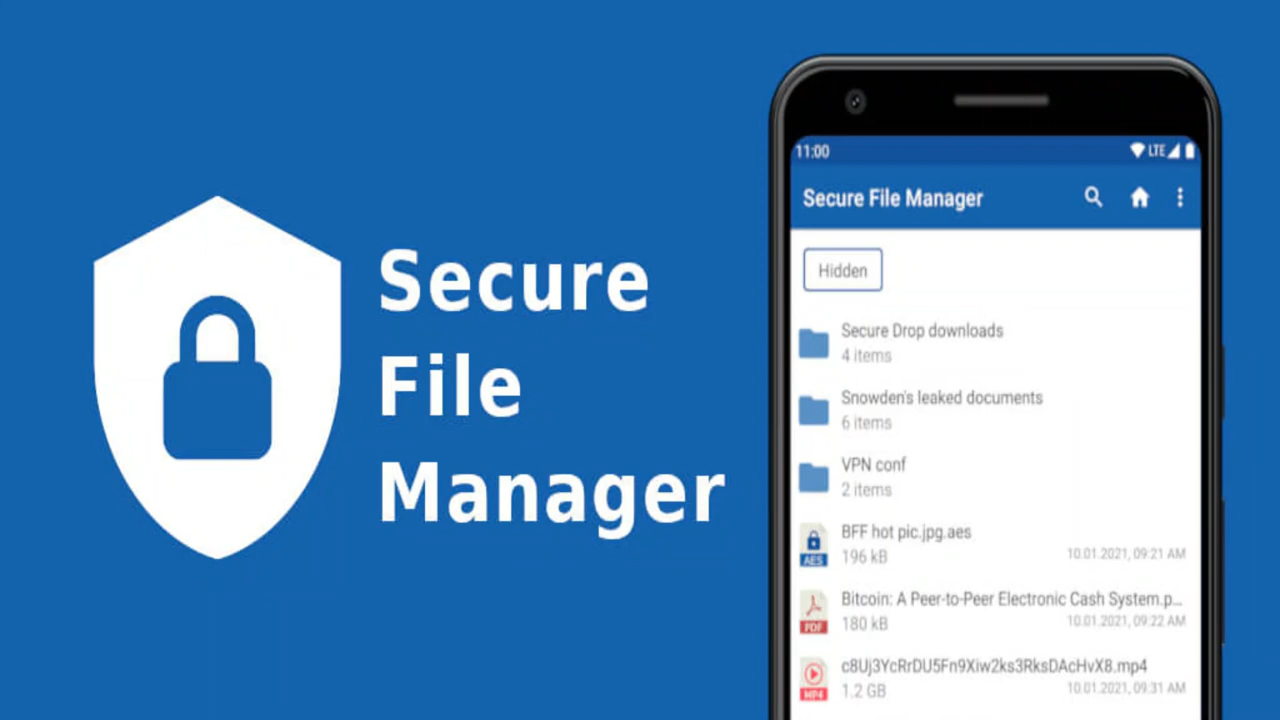 Secure
File
Manager
11:00 LTE
Secure File Manager
Hidden
Secure Drop downloads
4 items
Snowden's leaked documents
6 items
VPN conf
2 items
BFF hot pic.jpg.aes
196 kB 10.01.2021, 09:21 AM
AES
Bitcoin: A Peer-to-Peer Electronic Cash System.p...
180 kB 10.01.2021, 09:22 AM
PDF
c8Uj3YcRrDU5Fn9Xiw2ks3RksDAcHvX8.mp4
1.2 GB 10.01.2021, 09:31 AM
MP4